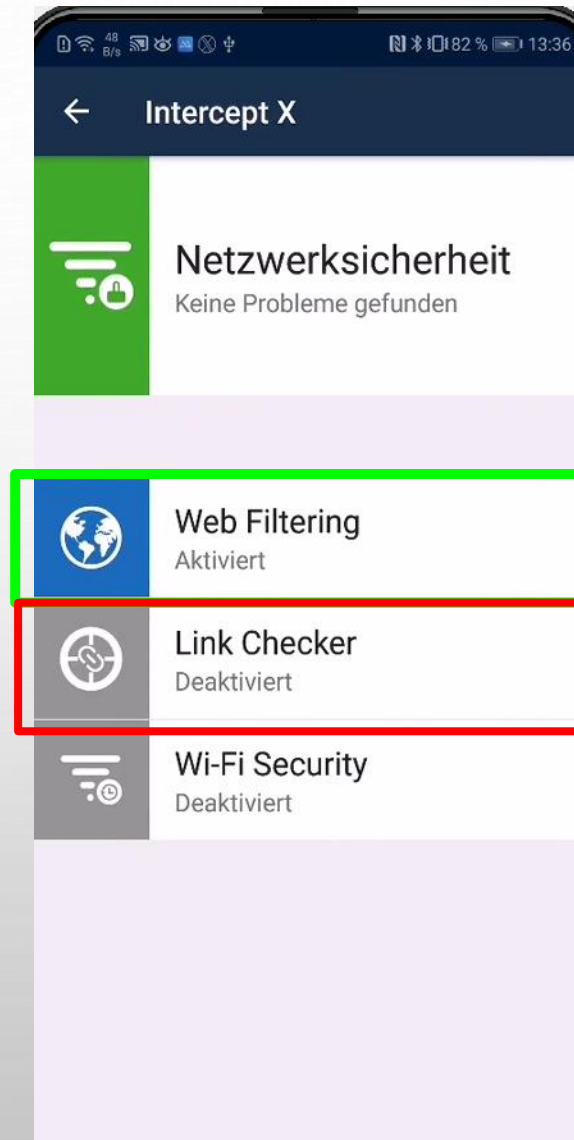 48
B/s
82 % 13:36
Intercept X
Netzwerksicherheit
Keine Probleme gefunden
Web Filtering
Aktiviert
Link Checker
Deaktiviert
Wi-Fi Security
Deaktiviert